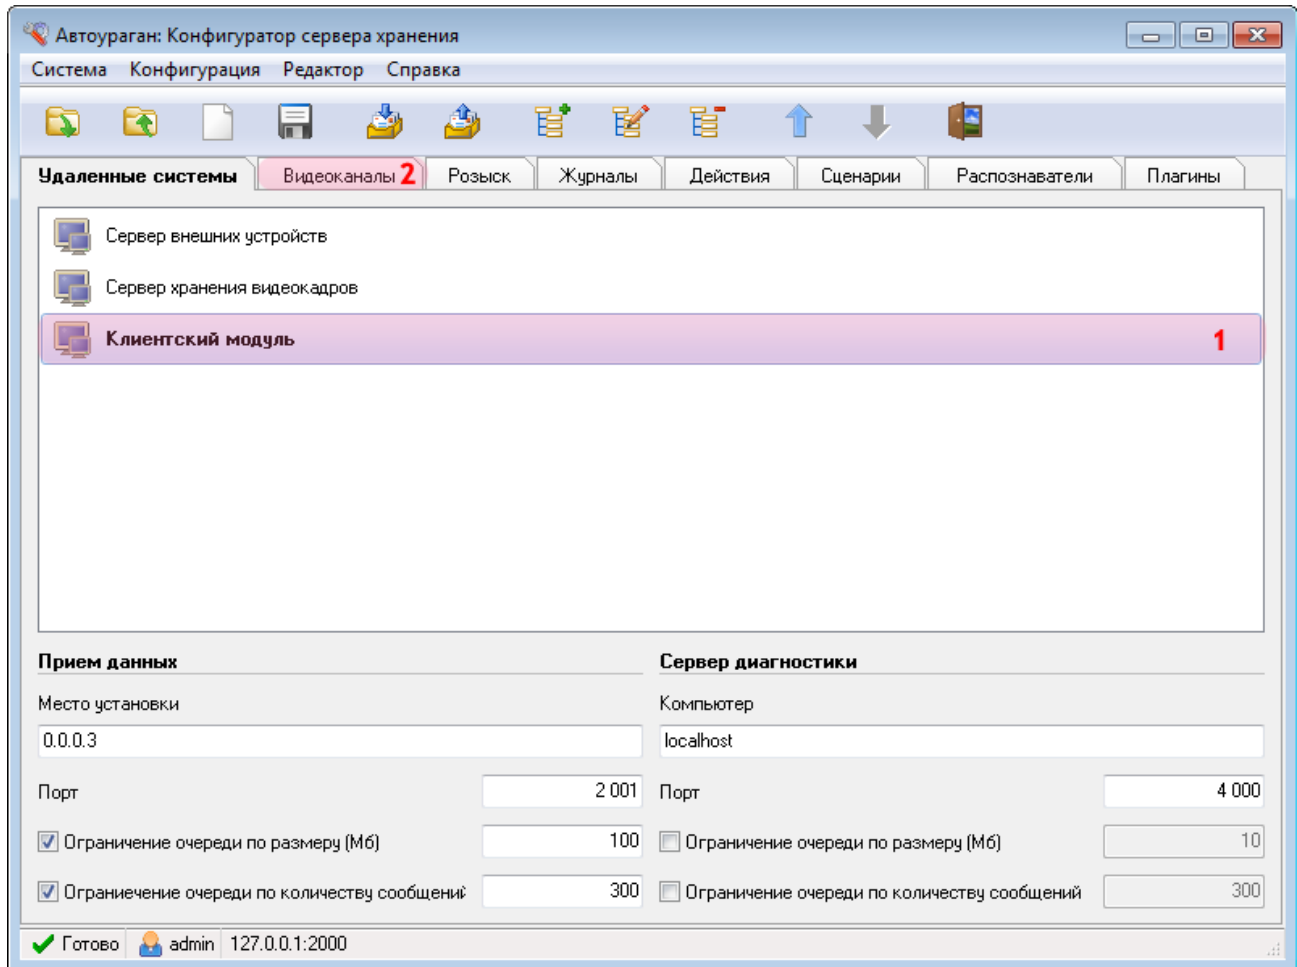 Автоураган: Конфигуратор сервера хранения
Система Конфигурация Редактор Справка
Удаленные системы Видеоканалы 2 Розыск Журналы Действия Сценарии Распознаватели Плагины
Сервер внешних устройств
Сервер хранения видеокадров
Клиентский модуль 1
Прием данных Сервер диагностики
Место установки Компьютер
0.0.0.3 localhost
Порт 2 001 Порт 4 000
Ограничение очереди по размеру (Мб) 100 Ограничение очереди по размеру (Мб) 10
Ограниечение очереди по количеству сообщений 300 Ограничение очереди по количеству сообщений 300
Готово admin 127.0.0.1:2000